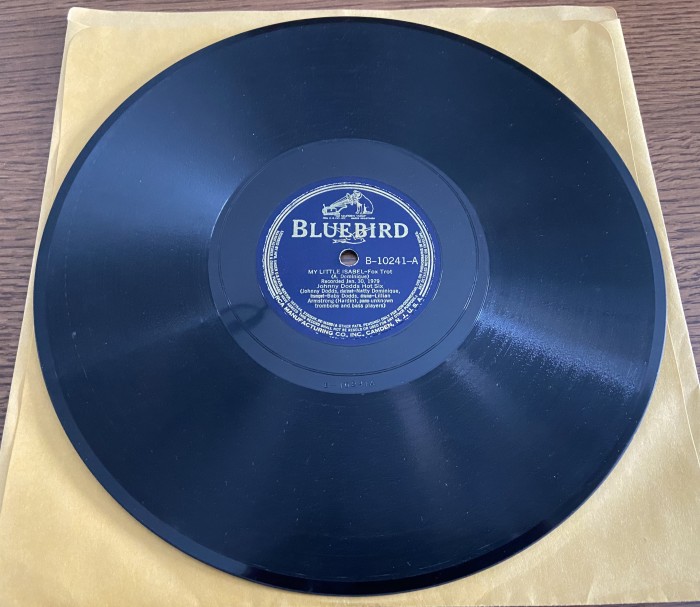 BLUEBIRD
B-10241-A
MY LITTLE ISABEL-Fox Trot
(A. Dominique)
Recorded Jan. 30, 1979
Johnny Dodds Hot Six
(Johnny Dodds, clarinet-Natty Dominique,
trumpet-Baby Dodds, drums-Lillian
Armstrong (Hardin), piano unknown
trombone and bass players)
MANUFACTURING CO., INC., CAMDEN, N. J., U. S. A.